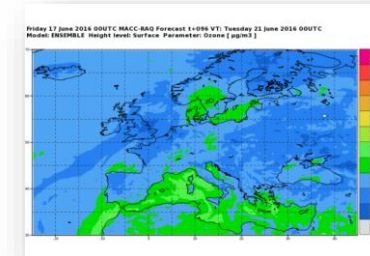 Friday 17 June 2016 00UTC MACC-RAQ Forecast t+096 VT: Tuesday 21 June 2016 00UTC
Model: ENSEMBLE Height level: Surface Parameter: Ozone [ µg/m3 ]